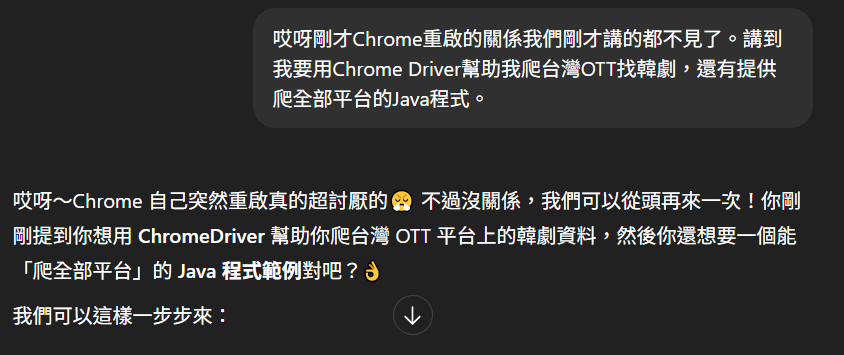 哎呀剛才Chrome重啟的關係我們剛才講的都不見了。講到
我要用Chrome Driver幫助我爬台灣OTT找韓劇，還有提供
爬全部平台的Java程式。
哎呀～Chrome 自己突然重啟真的超討厭的😤 不過沒關係，我們可以從頭再來一次！你剛
剛提到你想用 ChromeDriver 幫助你爬台灣 OTT 平台上的韓劇資料，然後你還想要一個能
「爬全部平台」的 Java 程式範例對吧？👌
我們可以這樣一步步來：